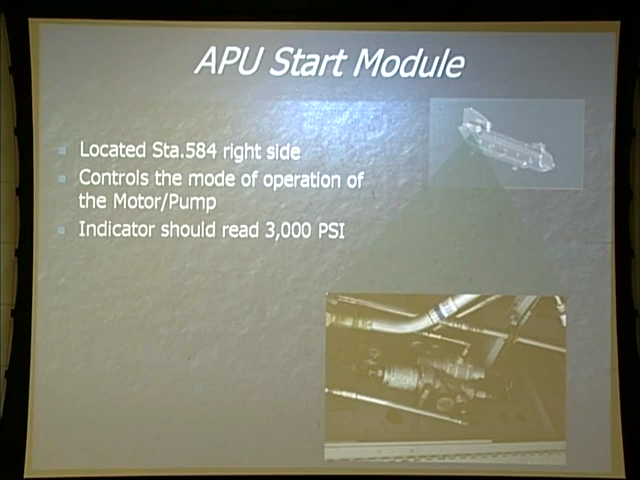 APU Start Module
Located Sta.584 right side
Controls the mode of operation of
the Motor/Pump
Indicator should read 3,000 PSI